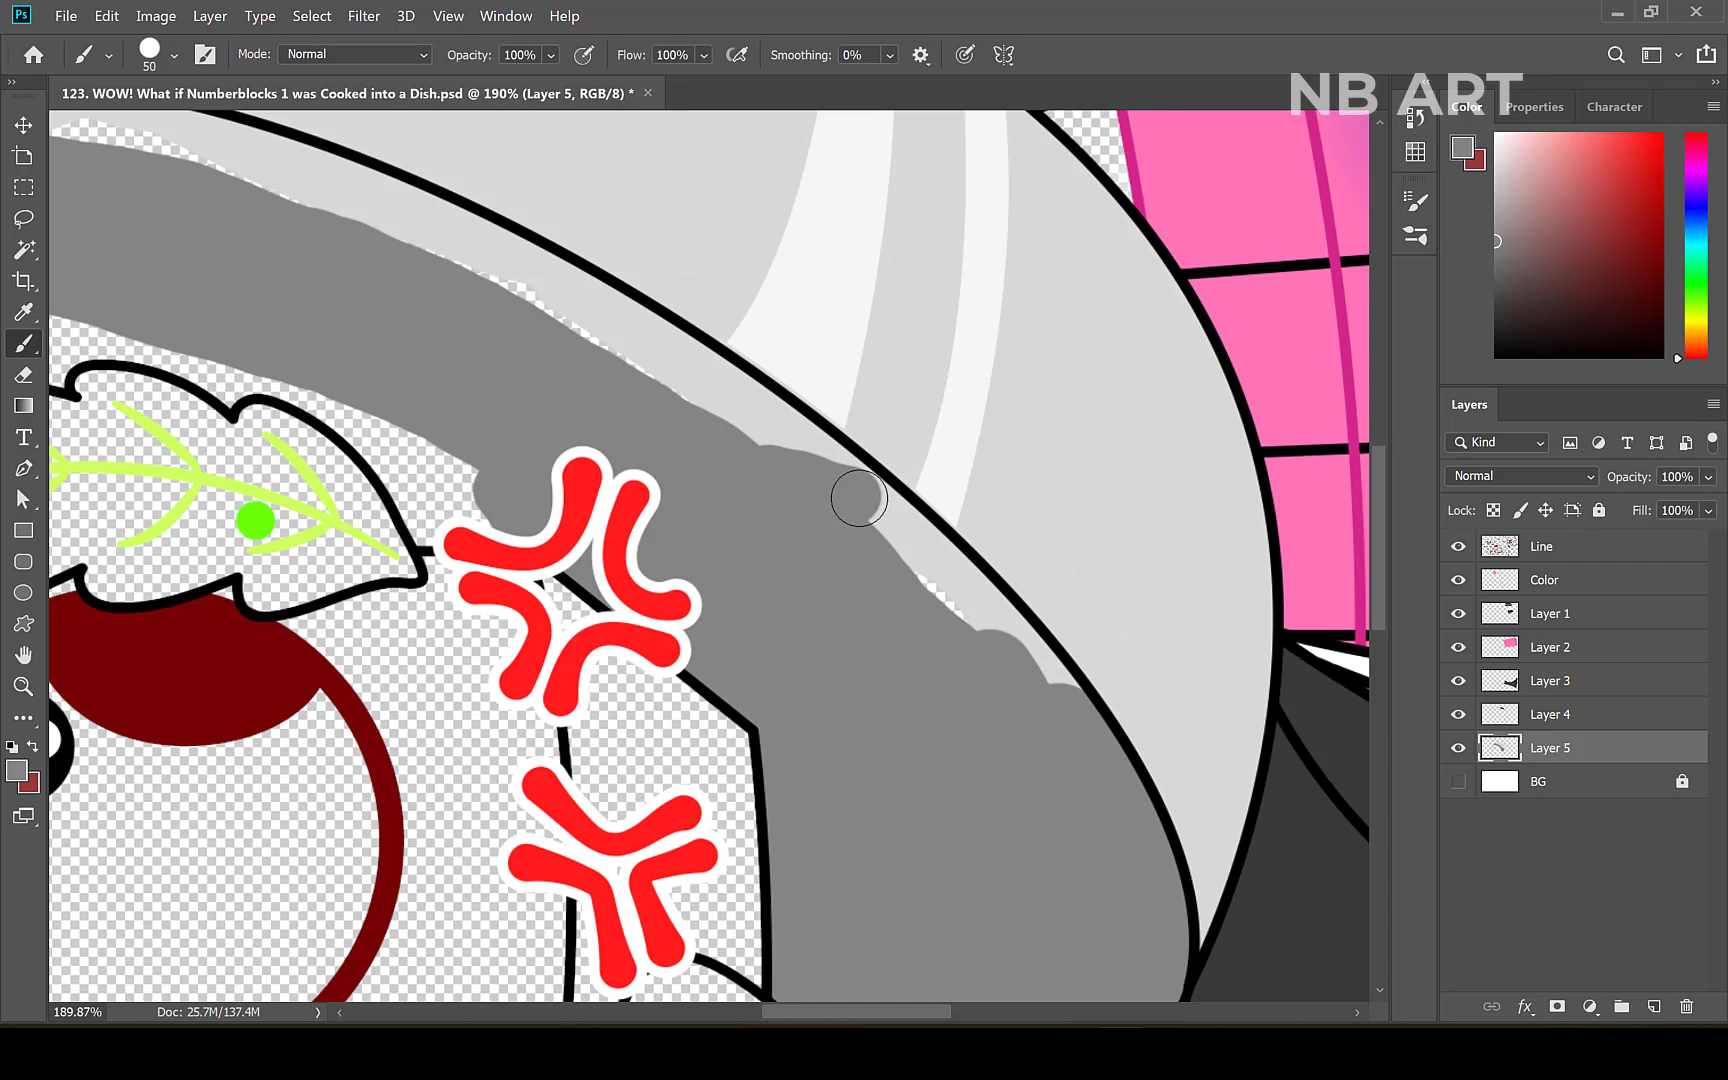 Ps File Edit Image Layer Type Select Filter 3D View Window Help
50 Mode: Normal Opacity: 100% Flow: 100% Smoothing: 0%
123. WOW! What if Numberblocks 1 was Cooked into a Dish.psd @ 190% (Layer 5, RGB/8) *
NB ART
Color Properties Character
Layers
Kind
Normal Opacity: 100%
Lock: Fill: 100%
Line
Color
Layer 1
Layer 2
Layer 3
Layer 4
Layer 5
BG
fx
189.87% Doc: 25.7M/137.4M